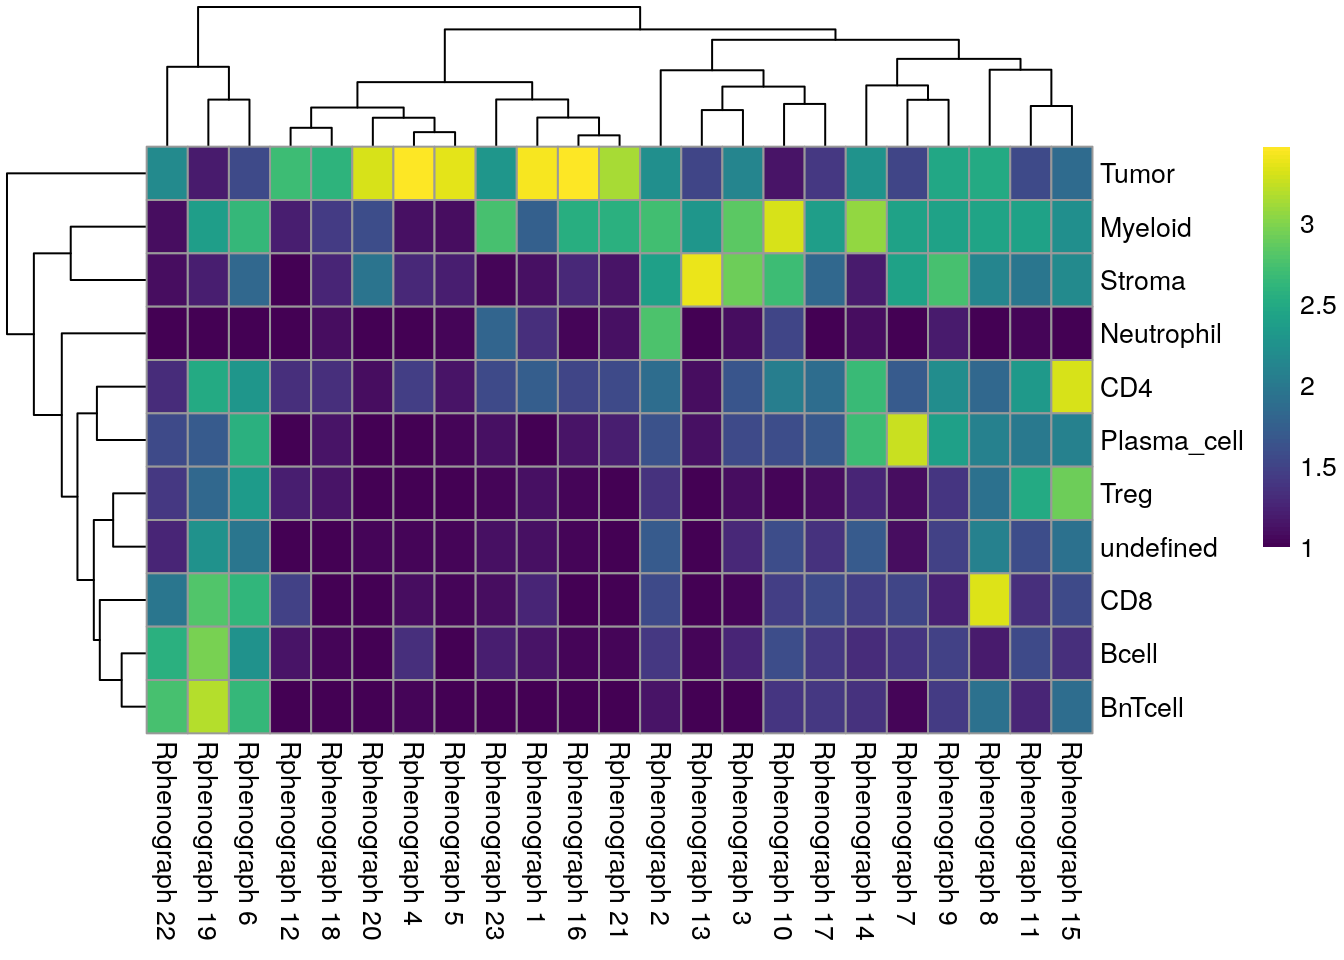 Tumor
Myeloid
Stroma
Neutrophil
CD4
Plasma_cell
Treg
undefined
CD8
Bcell
BnTcell
3
2.5
2
1.5
1
Rphenograph 22
Rphenograph 19
Rphenograph 6
Rphenograph 12
Rphenograph 18
Rphenograph 20
Rphenograph 4
Rphenograph 5
Rphenograph 23
Rphenograph 1
Rphenograph 16
Rphenograph 21
Rphenograph 2
Rphenograph 13
Rphenograph 3
Rphenograph 10
Rphenograph 17
Rphenograph 14
Rphenograph 7
Rphenograph 9
Rphenograph 8
Rphenograph 11
Rphenograph 15